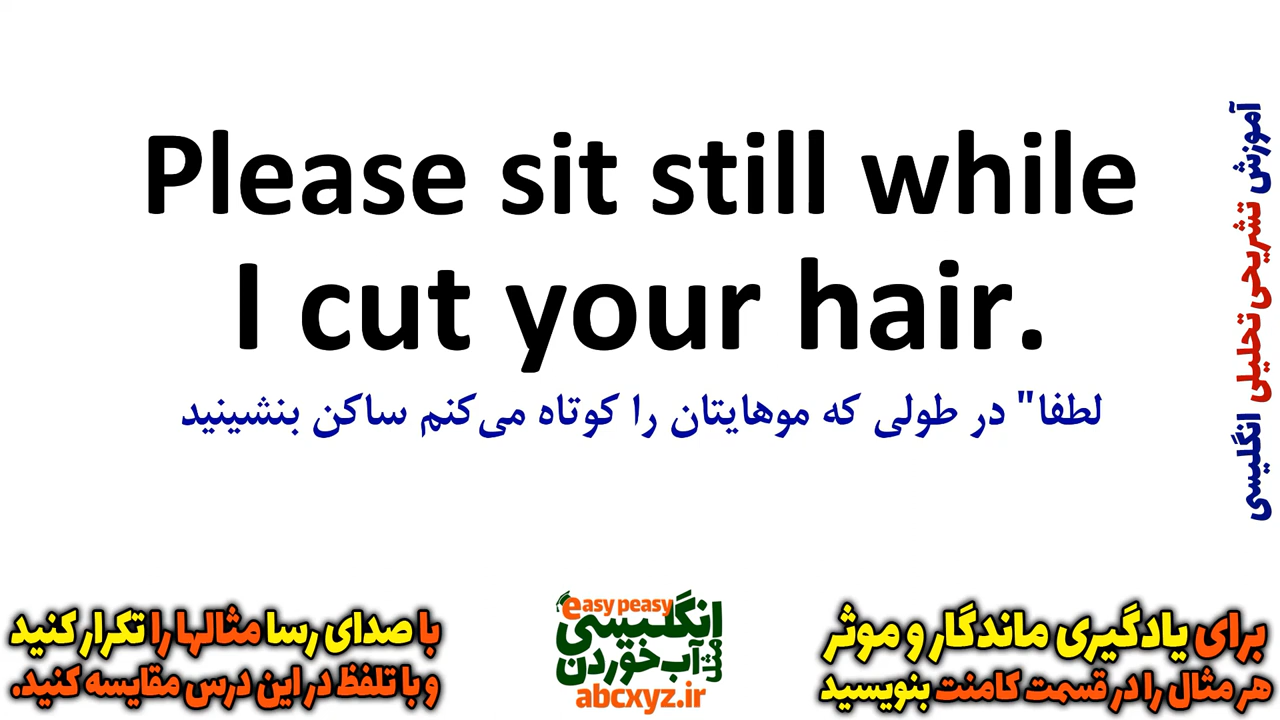 Please sit still while
I cut your hair.
لطفا" در طولی که موهایتان را کوتاه می‌کنم ساکن بنشینید
آموزش تشریحی تحلیلی انگلیسی
برای یادگیری ماندگار و موثر
هر مثال را در قسمت کامنت بنویسید
easy peasy
انگلیسی
مثل آب خوردن
abcxyz.ir
با صدای رسا مثالها را تکرار کنید
و با تلفظ در این درس مقایسه کنید.